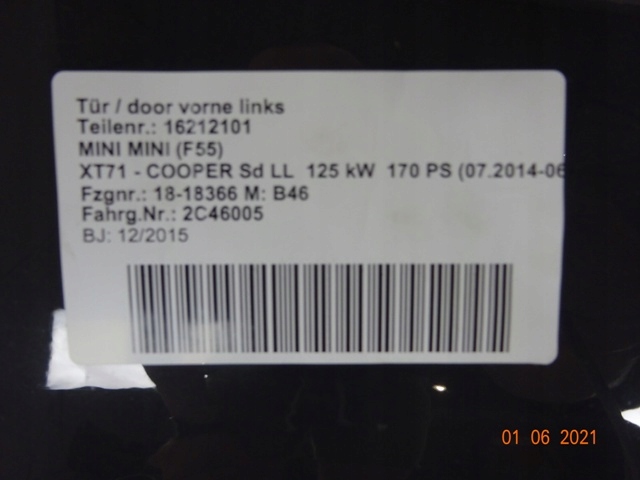 Tür / door vorne links
Teilenr.: 16212101
MINI MINI (F55)
XT71 - COOPER Sd LL 125 kW 170 PS (07.2014-06
Fzgnr.: 18-18366 M: B46
Fahrg.Nr.: 2C46005
BJ: 12/2015
01 06 2021